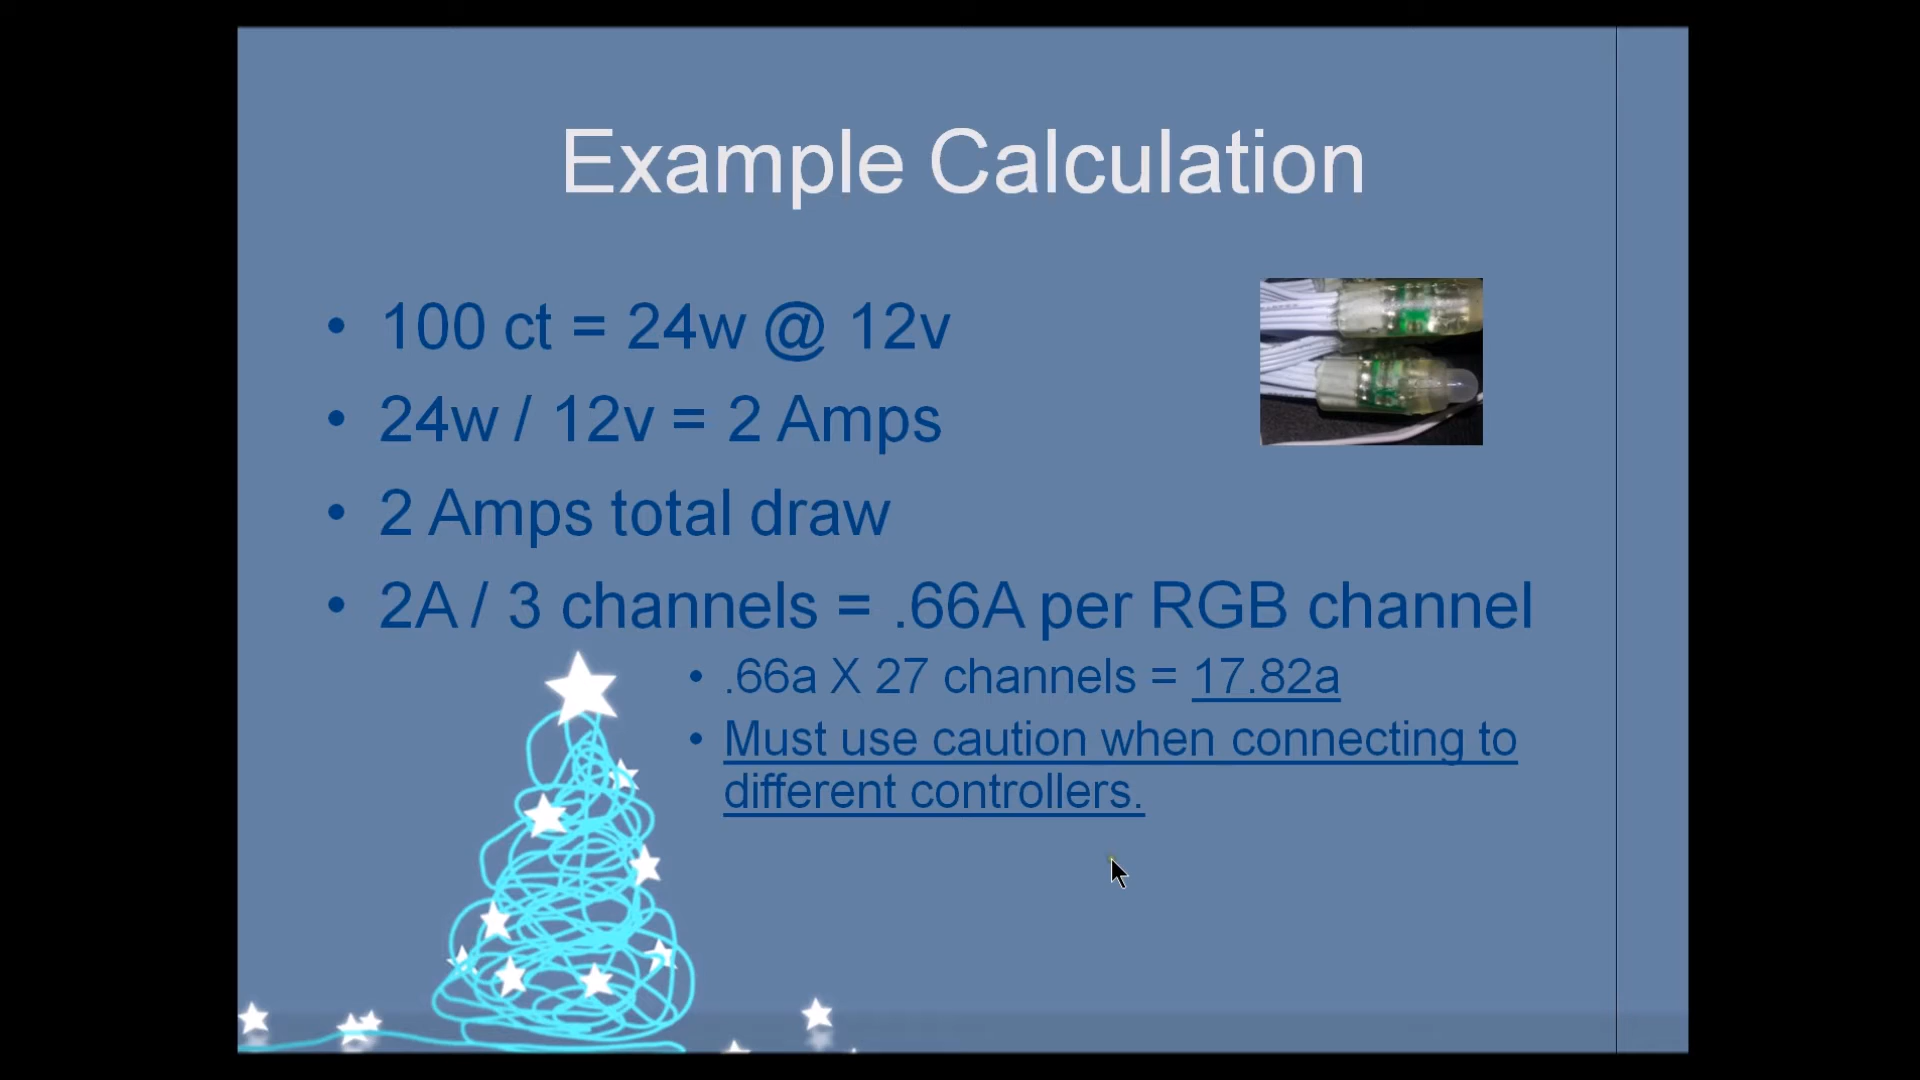 Example Calculation
• 100 ct = 24w @ 12v
• 24w / 12v = 2 Amps
• 2 Amps total draw
• 2A / 3 channels = .66A per RGB channel
• .66a X 27 channels = 17.82a
• Must use caution when connecting to
different controllers.